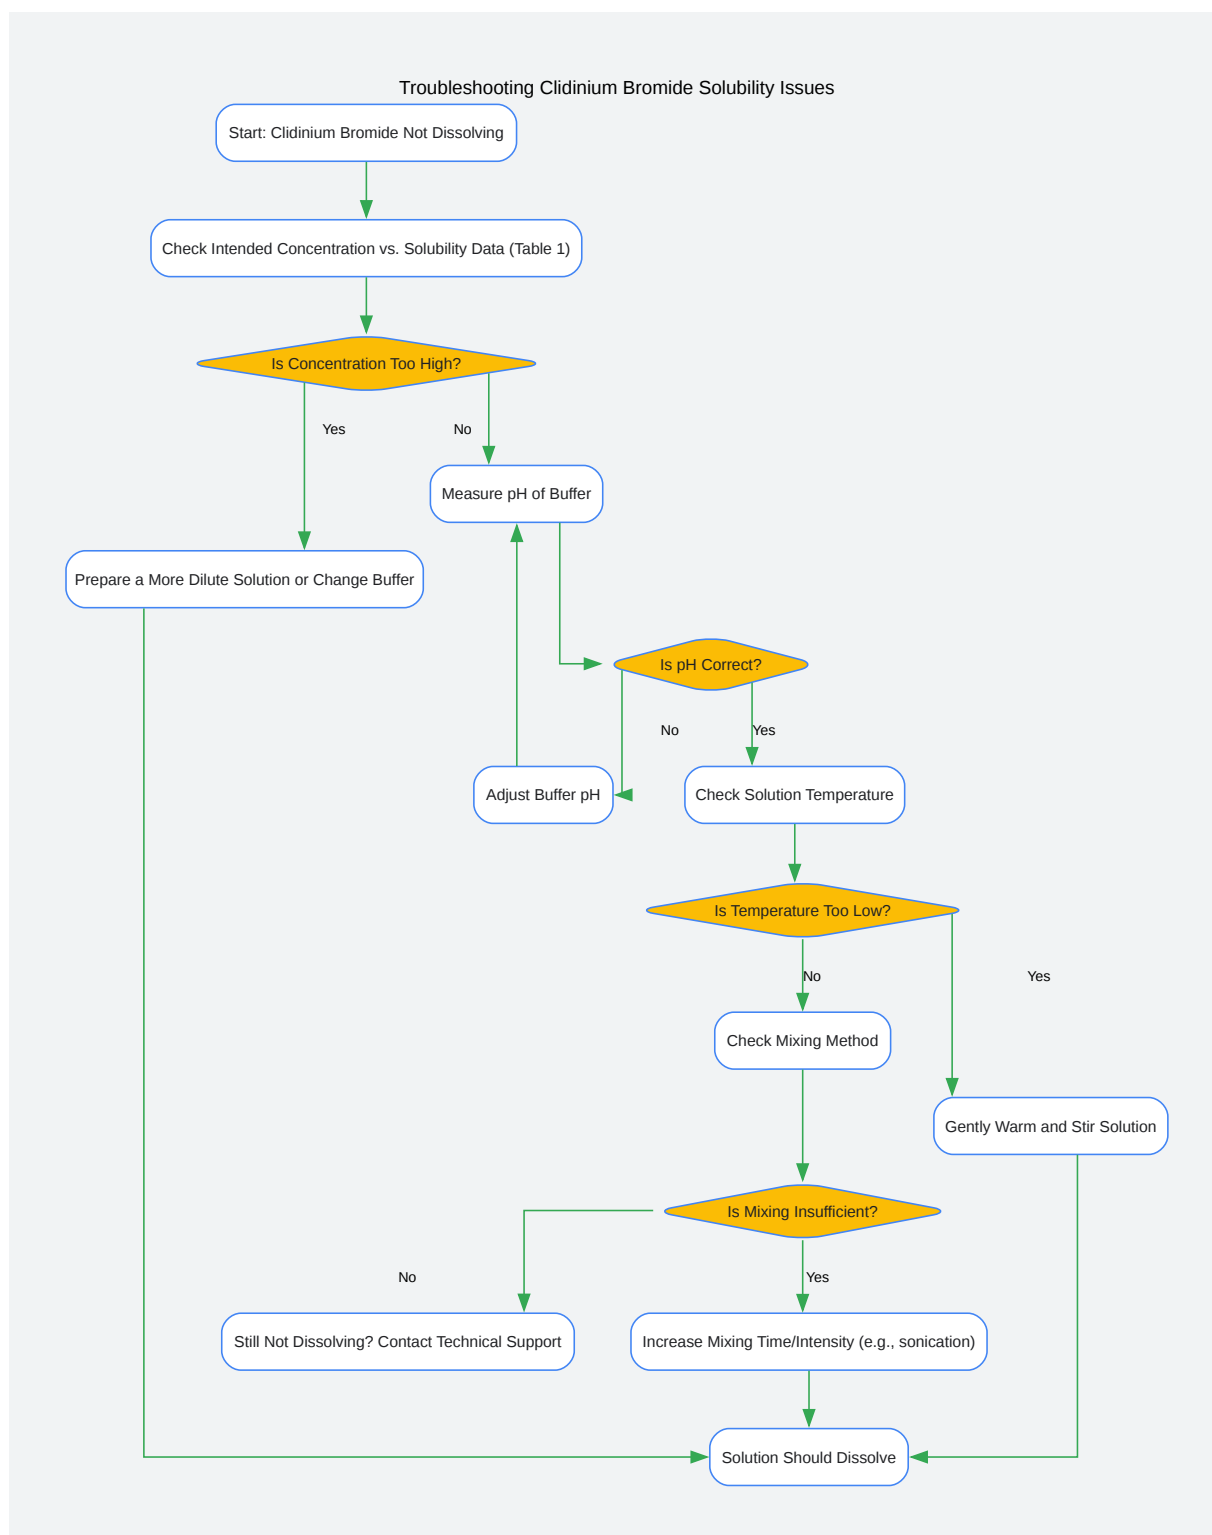 Troubleshooting Clidinium Bromide Solubility Issues
Start: Clidinium Bromide Not Dissolving
Check Intended Concentration vs. Solubility Data (Table 1)
Is Concentration Too High?
Yes
No
Measure pH of Buffer
Prepare a More Dilute Solution or Change Buffer
Is pH Correct?
No
Yes
Adjust Buffer pH
Check Solution Temperature
Is Temperature Too Low?
No
Yes
Check Mixing Method
Gently Warm and Stir Solution
Is Mixing Insufficient?
No
Yes
Still Not Dissolving? Contact Technical Support
Increase Mixing Time/Intensity (e.g., sonication)
Solution Should Dissolve